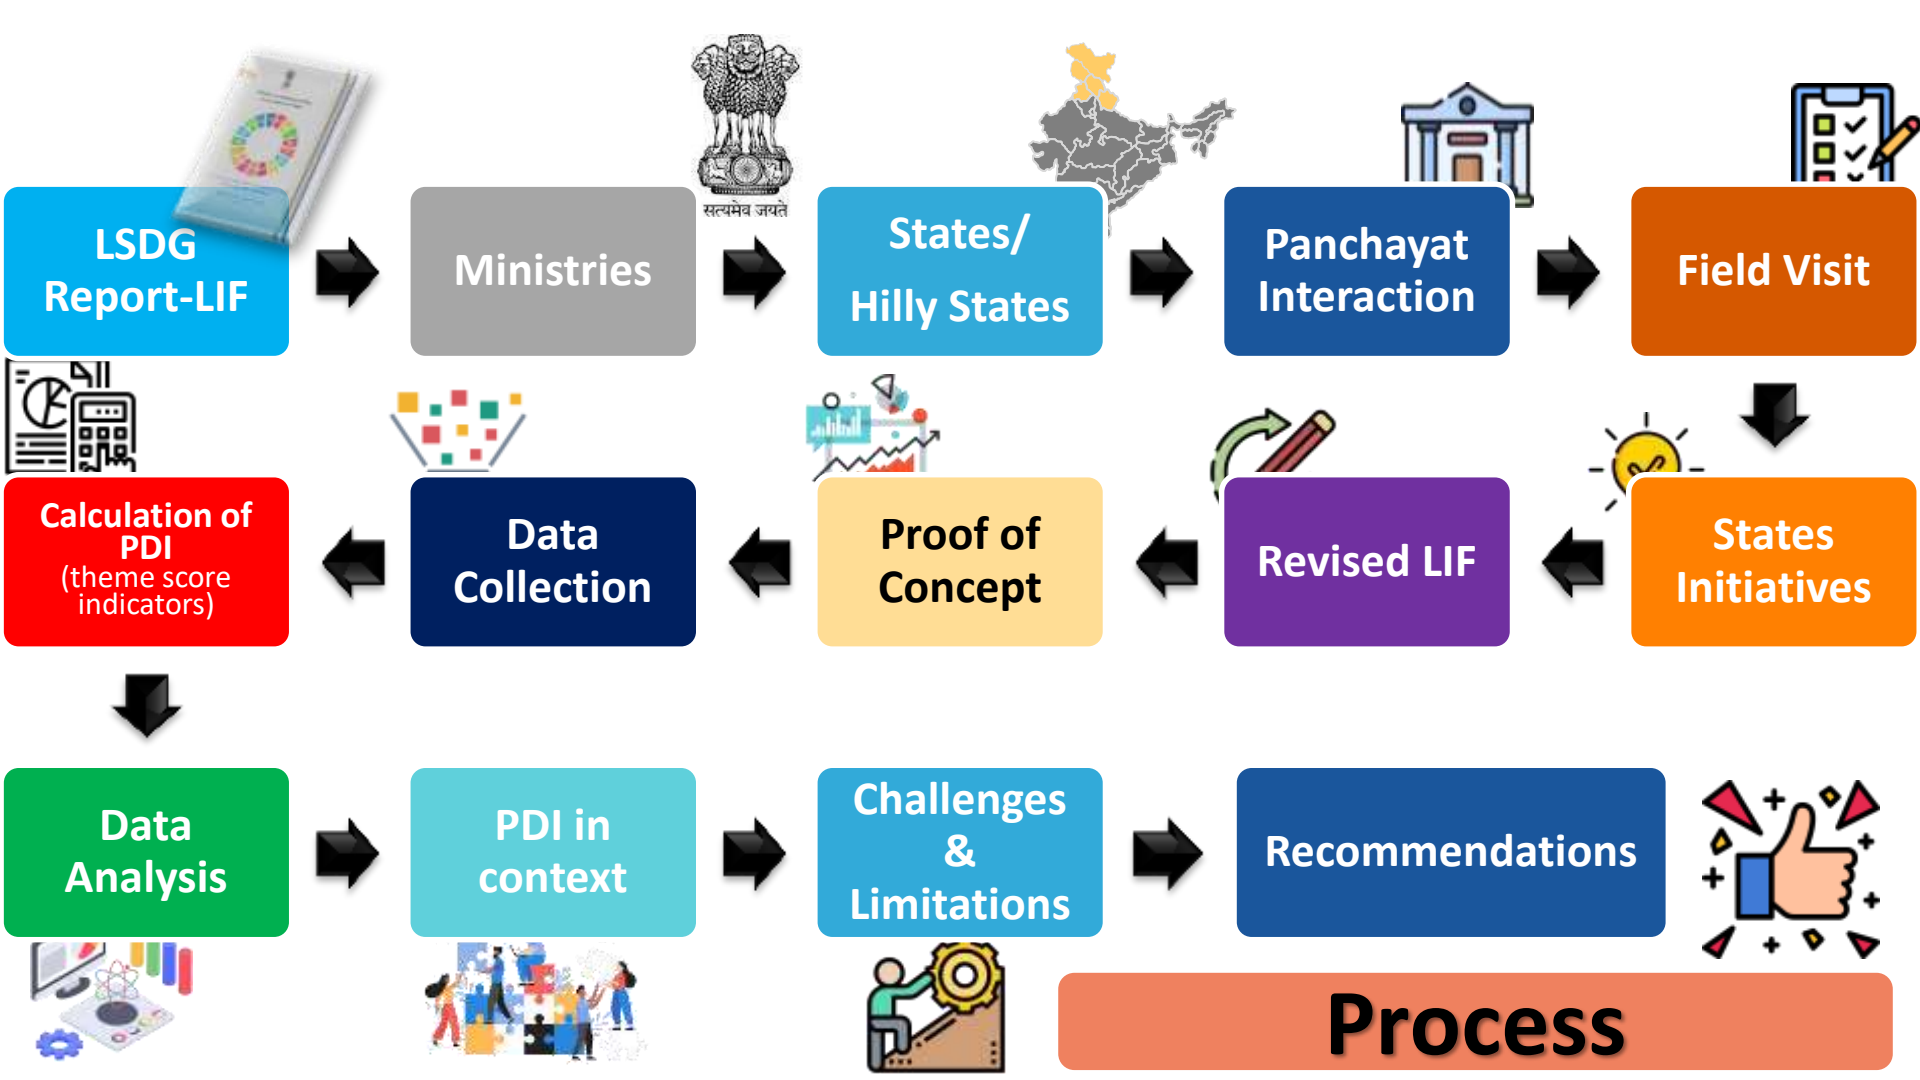 सत्यमेव जयते
LSDG
Report-LIF
Ministries
States/
Hilly States
Panchayat
Interaction
Field Visit
States
Initiatives
Revised LIF
Proof of
Concept
Data
Collection
Calculation of
PDI
(theme score
indicators)
Data
Analysis
PDI in
context
Challenges
&
Limitations
Recommendations
Process